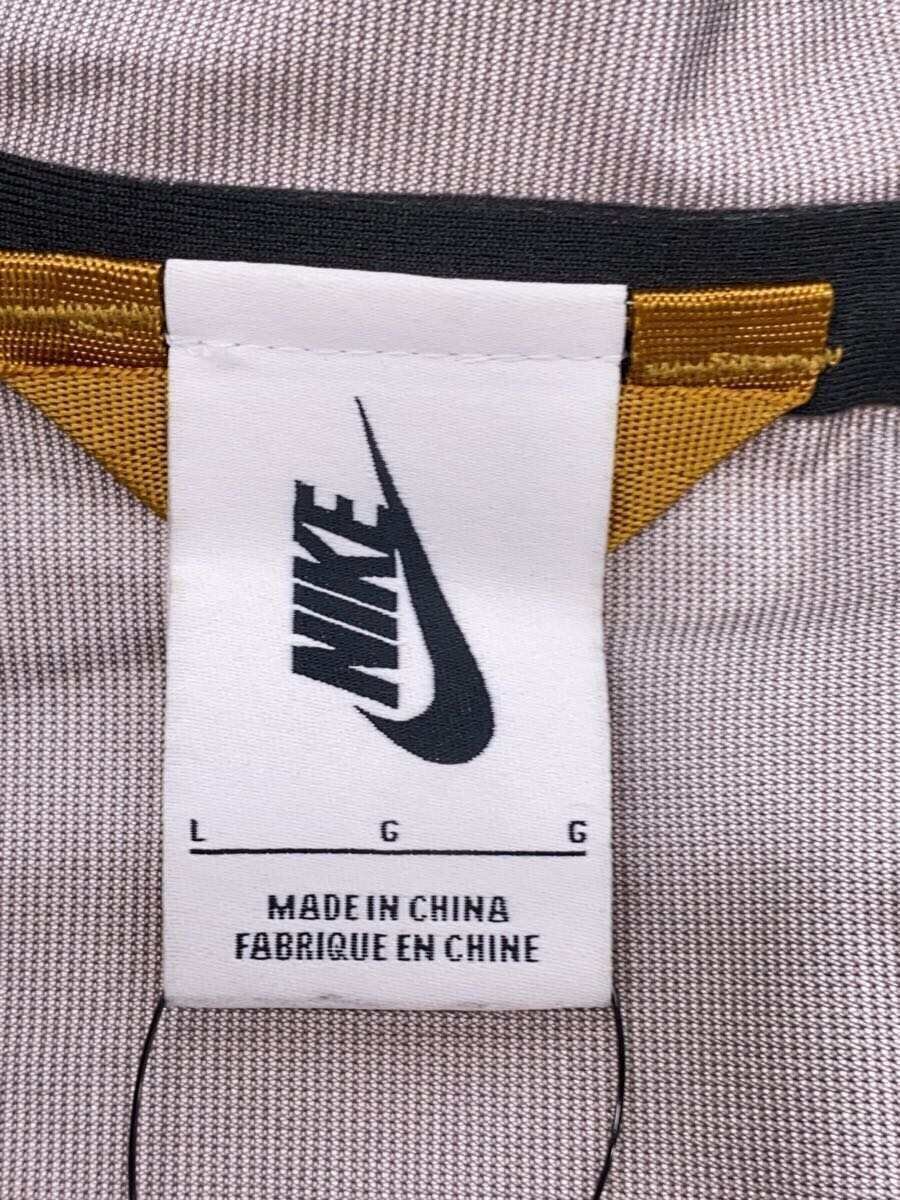 NIKE
L G G
MADE IN CHINA
FABRIQUE EN CHINE